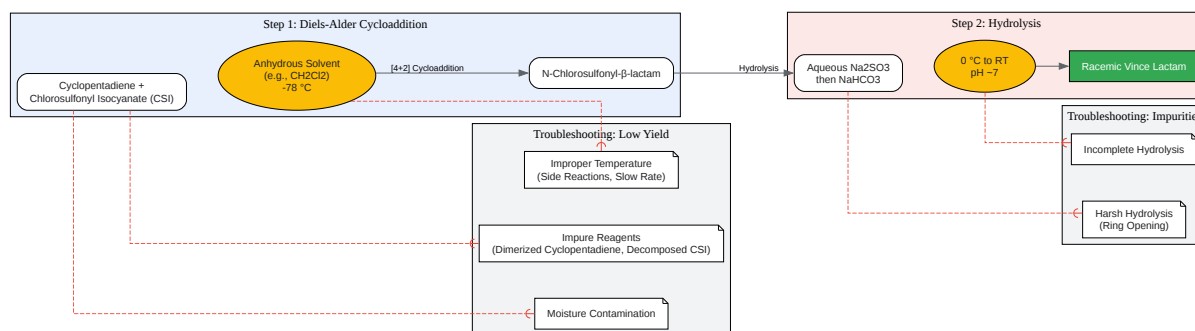 Step 1: Diels-Alder Cycloaddition
Cyclopentadiene +
Chlorosulfonyl Isocyanate (CSI)
Anhydrous Solvent
(e.g., CH2Cl2)
-78 °C
[4+2] Cycloaddition
N-Chlorosulfonyl-β-lactam
Hydrolysis
Step 2: Hydrolysis
Aqueous Na2SO3
then NaHCO3
0 °C to RT
pH ~7
Racemic Vince Lactam
Troubleshooting: Low Yield
Improper Temperature
(Side Reactions, Slow Rate)
Impure Reagents
(Dimerized Cyclopentadiene, Decomposed CSI)
Moisture Contamination
Troubleshooting: Impurities
Incomplete Hydrolysis
Harsh Hydrolysis
(Ring Opening)